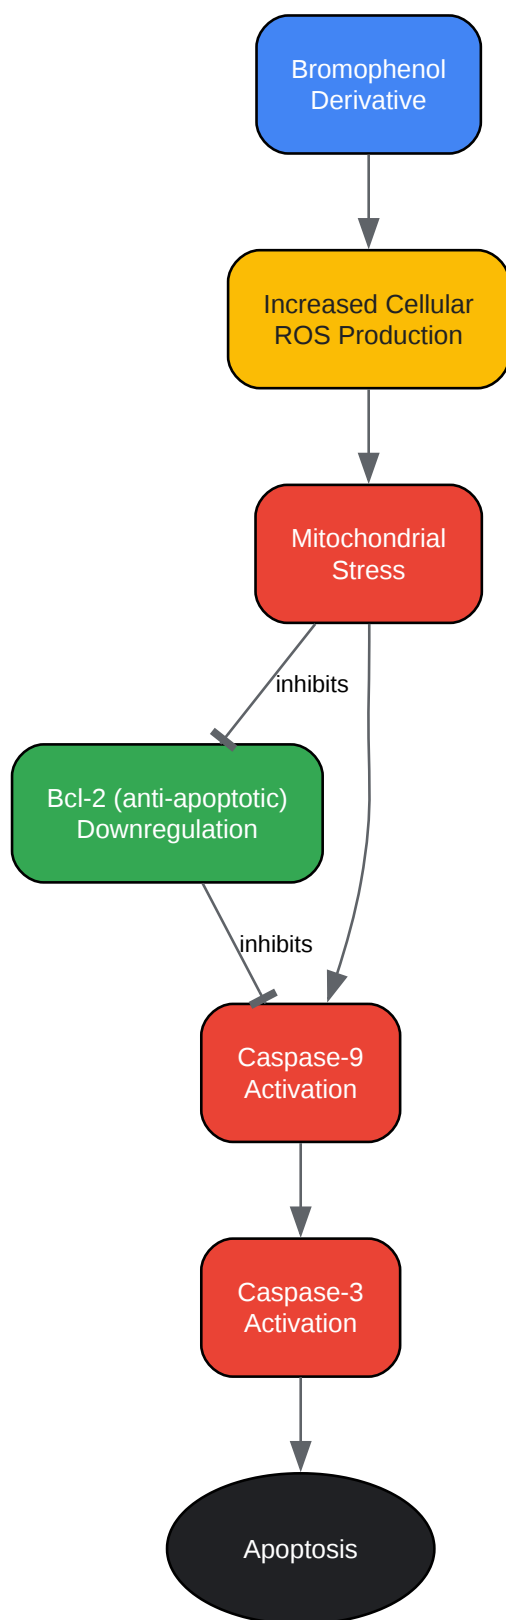 Bromophenol
Derivative
Increased Cellular
ROS Production
Mitochondrial
Stress
inhibits
Bcl-2 (anti-apoptotic)
Downregulation
inhibits
Caspase-9
Activation
Caspase-3
Activation
Apoptosis